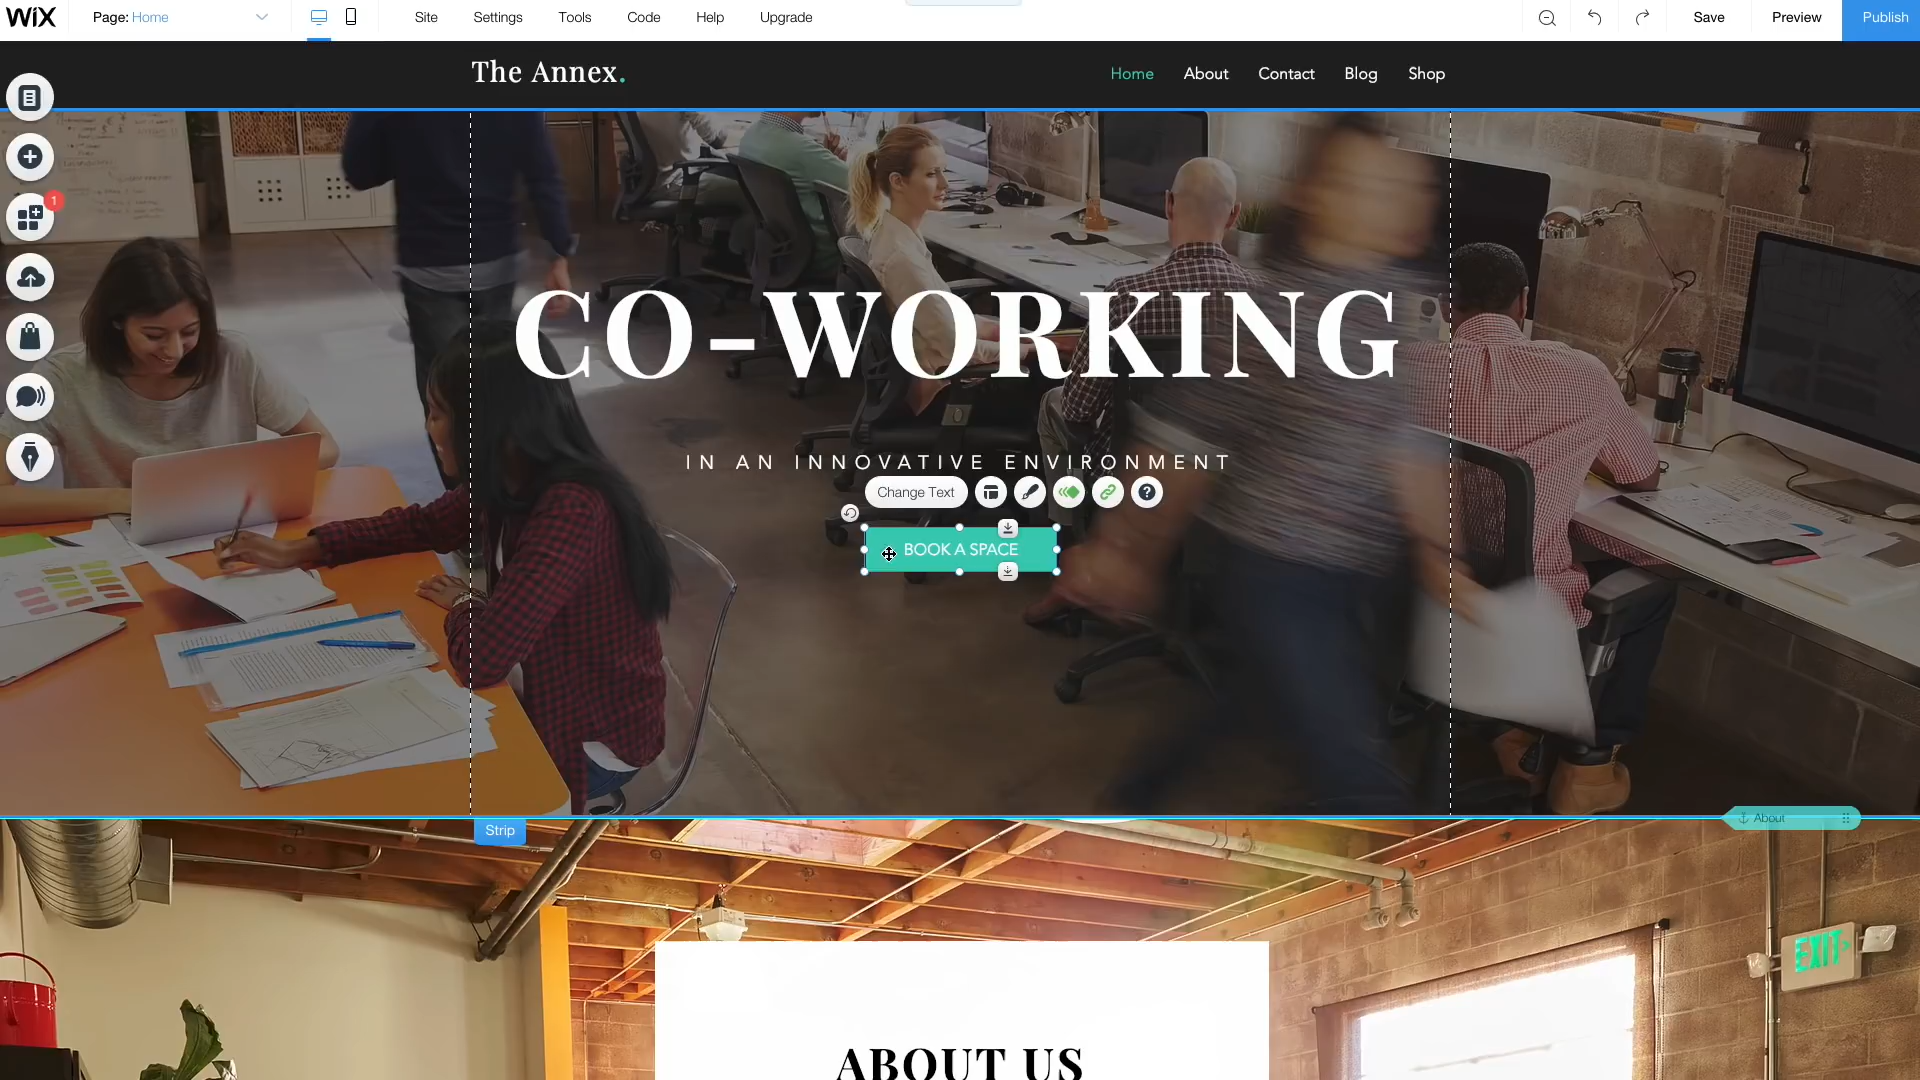 WiX Page: Home Site Settings Tools Code Help Upgrade Save Preview Publish
The Annex. Home About Contact Blog Shop
1
CO-WORKING
IN AN INNOVATIVE ENVIRONMENT
Change Text ?
BOOK A SPACE
Strip
About
EXIT
ABOUT US